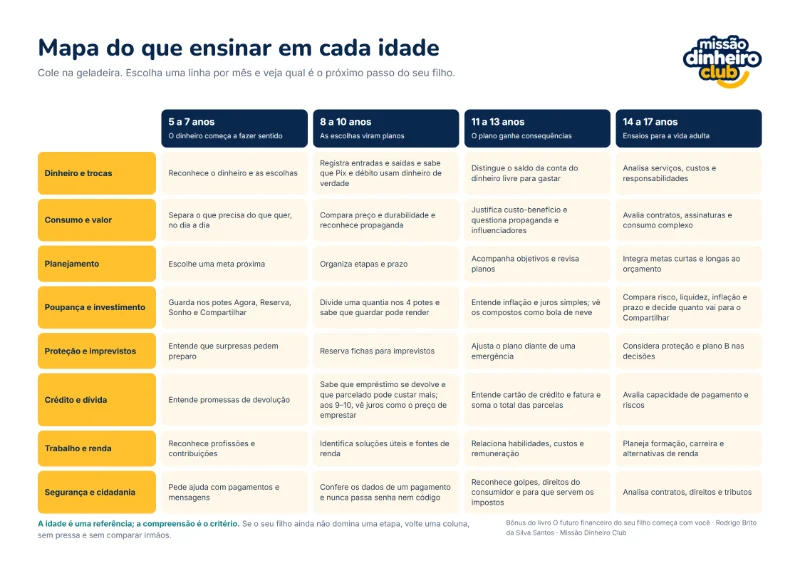 Mapa do que ensinar em cada idade
Cole na geladeira. Escolha uma linha por mês e veja qual é o próximo passo do seu filho.
missão
dinheiro
club
5 a 7 anos
O dinheiro começa a fazer sentido
8 a 10 anos
As escolhas viram planos
11 a 13 anos
O plano ganha consequências
14 a 17 anos
Ensaios para a vida adulta
Dinheiro e trocas
Reconhece o dinheiro e as escolhas
Registra entradas e saídas e sabe
que Pix e débito usam dinheiro de
verdade
Distingue o saldo da conta do
dinheiro livre para gastar
Analisa serviços, custos e
responsabilidades
Consumo e valor
Separa o que precisa do que quer,
no dia a dia
Compara preço e durabilidade e
reconhece propaganda
Justifica custo-benefício e
questiona propaganda e
influenciadores
Avalia contratos, assinaturas e
consumo complexo
Planejamento
Escolhe uma meta próxima
Organiza etapas e prazo
Acompanha objetivos e revisa
planos
Integra metas curtas e longas ao
orçamento
Poupança e investimento
Guarda nos potes Agora, Reserva,
Sonho e Compartilhar
Divide uma quantia nos 4 potes e
sabe que guardar pode render
Entende inflação e juros simples; vê
os compostos como bola de neve
Compara risco, liquidez, inflação e
prazo e decide quanto vai para o
Compartilhar
Proteção e imprevistos
Entende que surpresas pedem
preparo
Reserva fichas para imprevistos
Ajusta o plano diante de uma
emergência
Considera proteção e plano B nas
decisões
Crédito e dívida
Entende promessas de devolução
Sabe que empréstimo se devolve e
que parcelado pode custar mais;
aos 9–10, vê juros como o preço de
emprestar
Entende cartão de crédito e fatura e
soma o total das parcelas
Avalia capacidade de pagamento e
riscos
Trabalho e renda
Reconhece profissões e
contribuições
Identifica soluções úteis e fontes de
renda
Relaciona habilidades, custos e
remuneração
Planeja formação, carreira e
alternativas de renda
Segurança e cidadania
Pede ajuda com pagamentos e
mensagens
Confere os dados de um pagamento
e nunca passa senha nem código
Reconhece golpes, direitos do
consumidor e para que servem os
impostos
Analisa contratos, direitos e tributos
A idade é uma referência; a compreensão é o critério. Se o seu filho ainda não domina uma etapa, volte uma coluna,
sem pressa e sem comparar irmãos.
Bônus do livro O futuro financeiro do seu filho começa com você · Rodrigo Brito
da Silva Santos · Missão Dinheiro Club